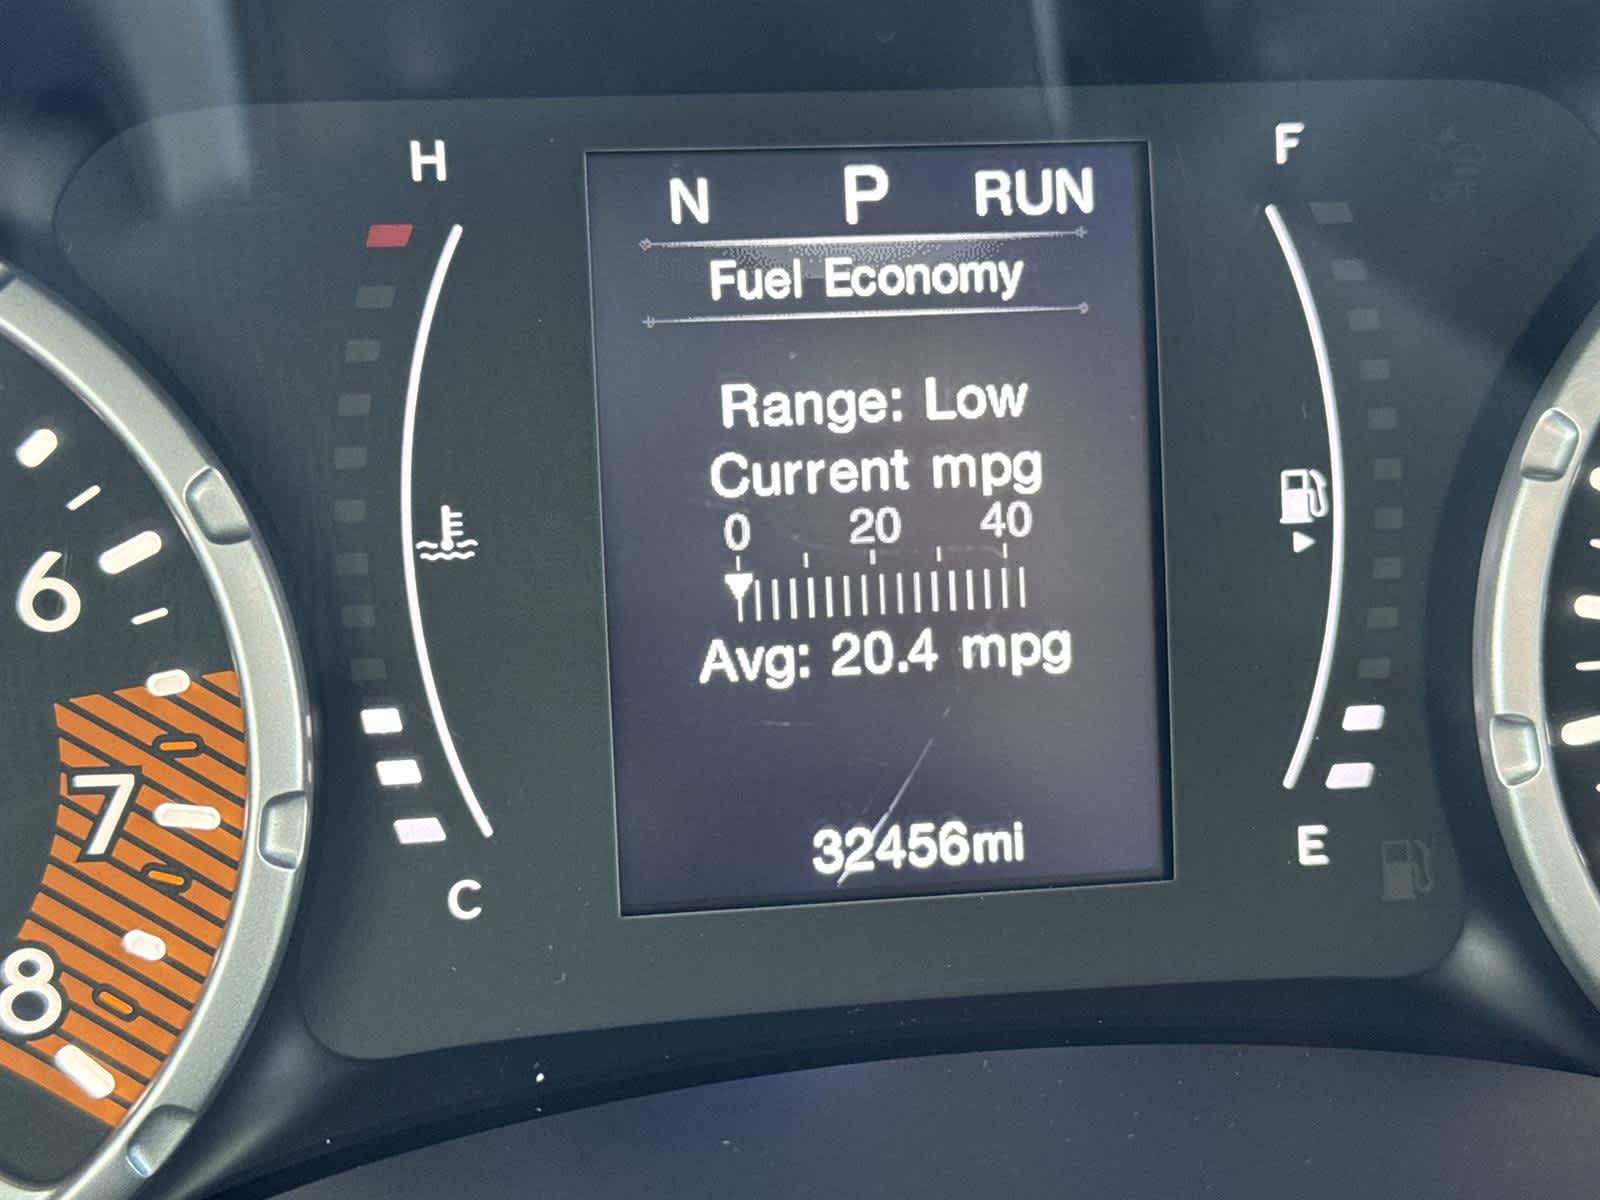 H
F
N P RUN
Fuel Economy
Range: Low
Current mpg
0 20 40
Avg: 20.4 mpg
32456mi
C
E
6
7
8